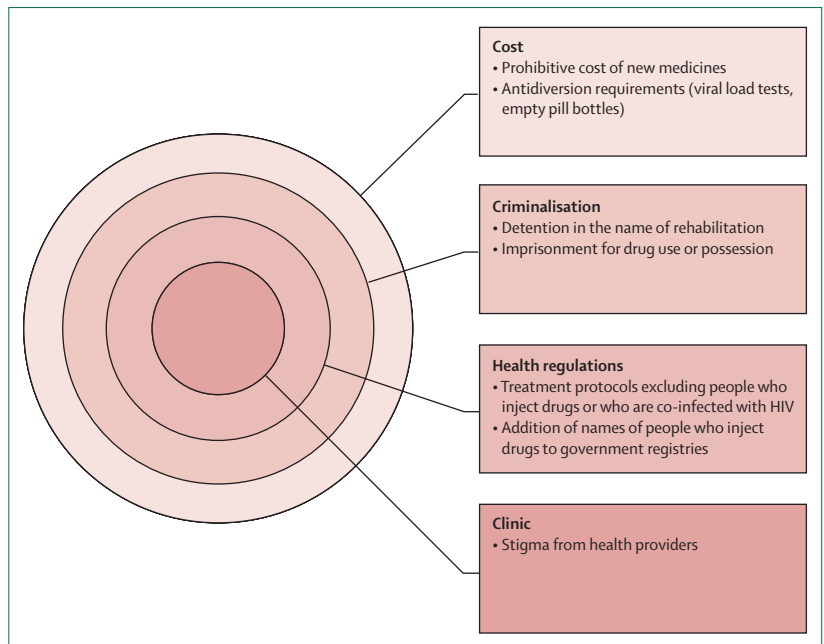 Cost
• Prohibitive cost of new medicines
• Antidiversion requirements (viral load tests,
empty pill bottles)
Criminalisation
• Detention in the name of rehabilitation
• Imprisonment for drug use or possession
Health regulations
• Treatment protocols excluding people who
inject drugs or who are co-infected with HIV
• Addition of names of people who inject
drugs to government registries
Clinic
• Stigma from health providers